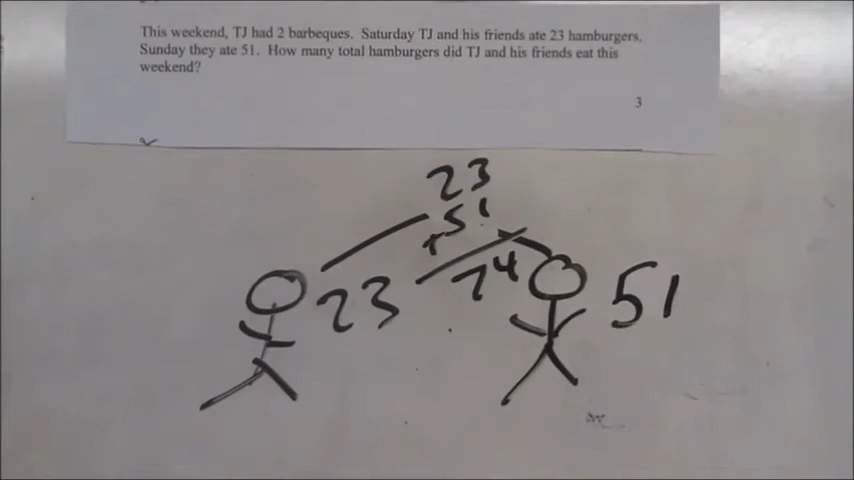 This weekend, TJ had 2 barbeques. Saturday TJ and his friends ate 23 hamburgers.
Sunday they ate 51. How many total hamburgers did TJ and his friends eat this
weekend?
3
23
+51
74
23
51